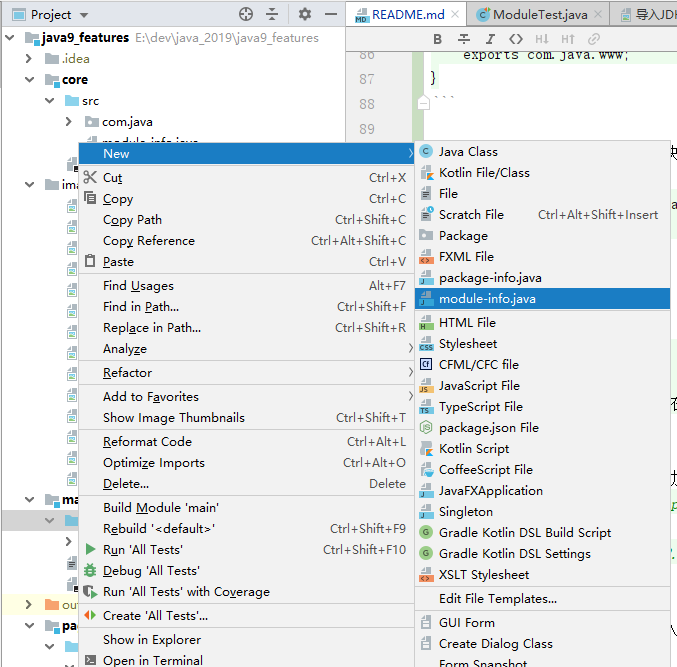 Project
README.md
ModuleTest.java
导入JD
java9_features E:\dev\java_2019\java9_features
.idea
core
src
com.java
module-info.java
86
exports com.java.www;
87
}
88
```
89
New
Cut Ctrl+X
Copy Ctrl+C
Copy Path Ctrl+Shift+C
Copy Reference Ctrl+Alt+Shift+C
Paste Ctrl+V
Find Usages Alt+F7
Find in Path... Ctrl+Shift+F
Replace in Path... Ctrl+Shift+R
Analyze
Refactor
Add to Favorites
Show Image Thumbnails Ctrl+Shift+T
Reformat Code Ctrl+Alt+L
Optimize Imports Ctrl+Alt+O
Delete... Delete
Build Module 'main'
Rebuild '<default>' Ctrl+Shift+F9
Run 'All Tests' Ctrl+Shift+F10
Debug 'All Tests'
Run 'All Tests' with Coverage
Create 'All Tests'...
Show in Explorer
Open in Terminal
Java Class
Kotlin File/Class
File
Scratch File Ctrl+Alt+Shift+Insert
Package
FXML File
package-info.java
module-info.java
HTML File
Stylesheet
CFML/CFC file
JavaScript File
TypeScript File
package.json File
Kotlin Script
CoffeeScript File
JavaFXApplication
Singleton
Gradle Kotlin DSL Build Script
Gradle Kotlin DSL Settings
XSLT Stylesheet
Edit File Templates...
GUI Form
Create Dialog Class
Form Snapshot